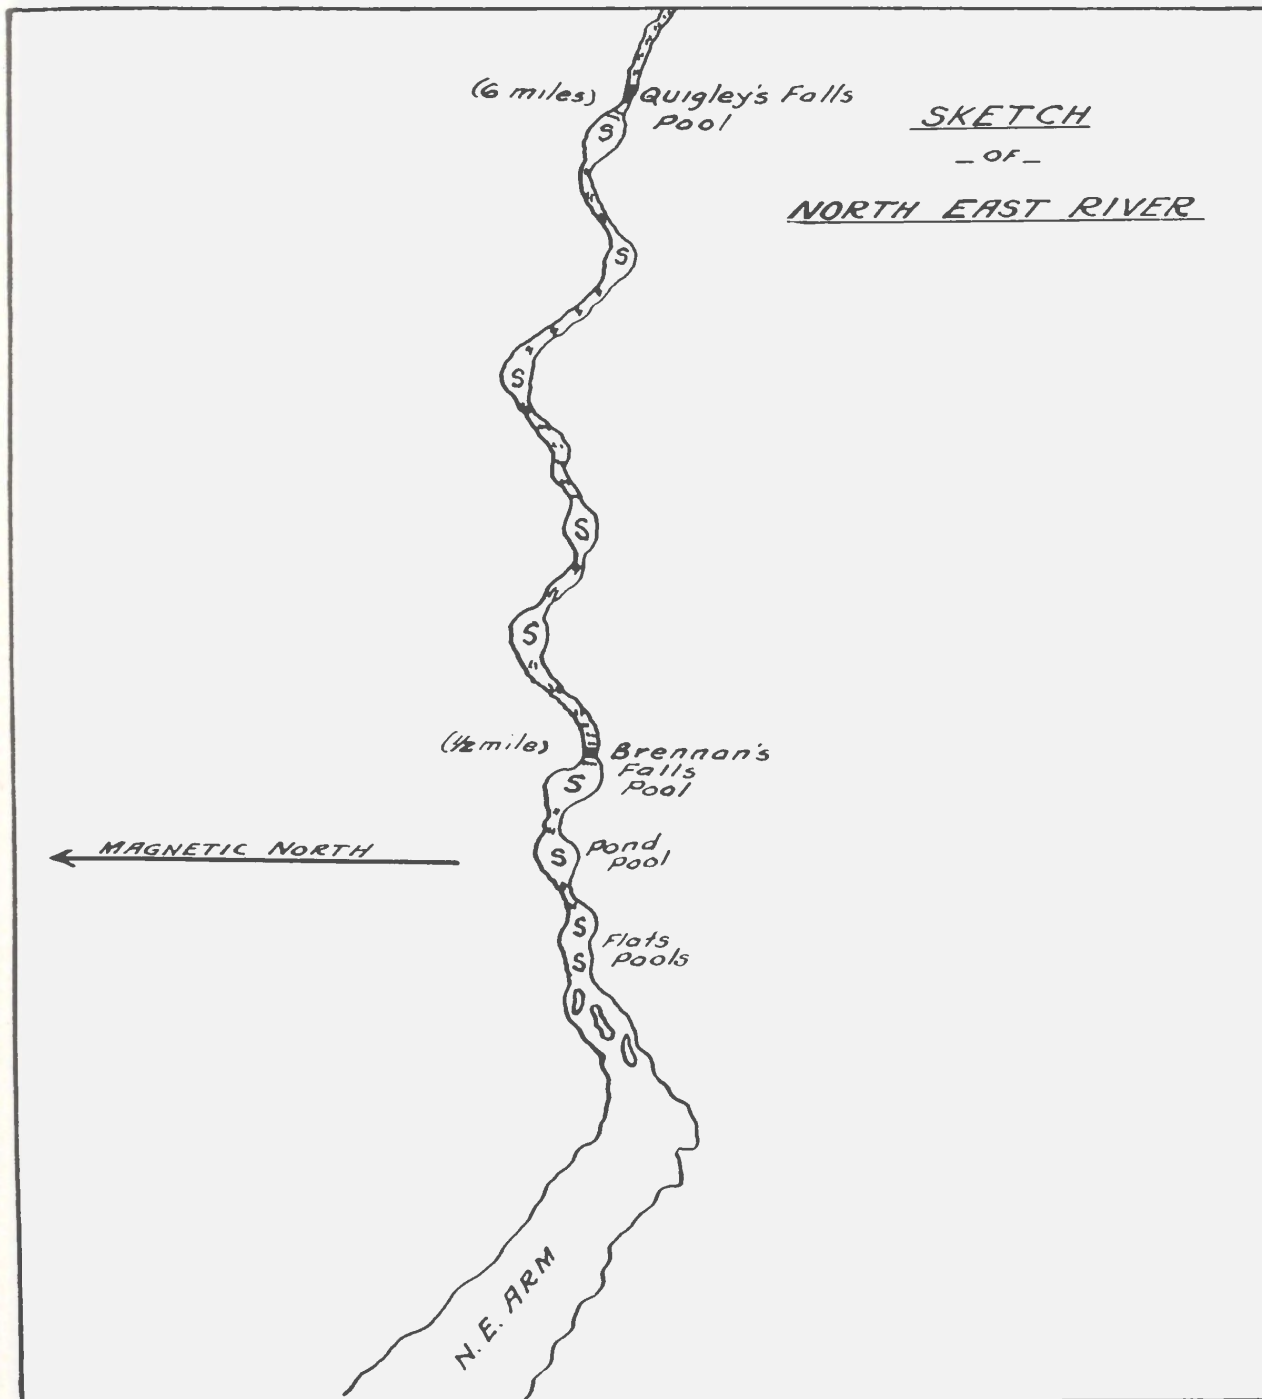 SKETCH
- OF -
NORTH EAST RIVER
(6 miles) Quigley's Falls
Pool
S
S
S
S
S
(1/2 mile) Brennan's
Falls
Pool
S
Pond
Pool
S
Flats
Pools
S
S
MAGNETIC NORTH
N.E. ARM